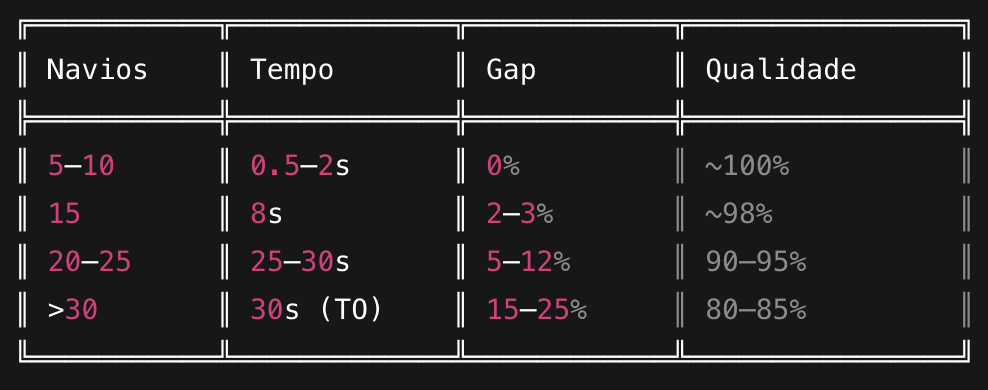 Navios Tempo Gap Qualidade
5–10 0.5–2s 0% ~100%
15 8s 2–3% ~98%
20–25 25–30s 5–12% 90–95%
>30 30s (TO) 15–25% 80–85%